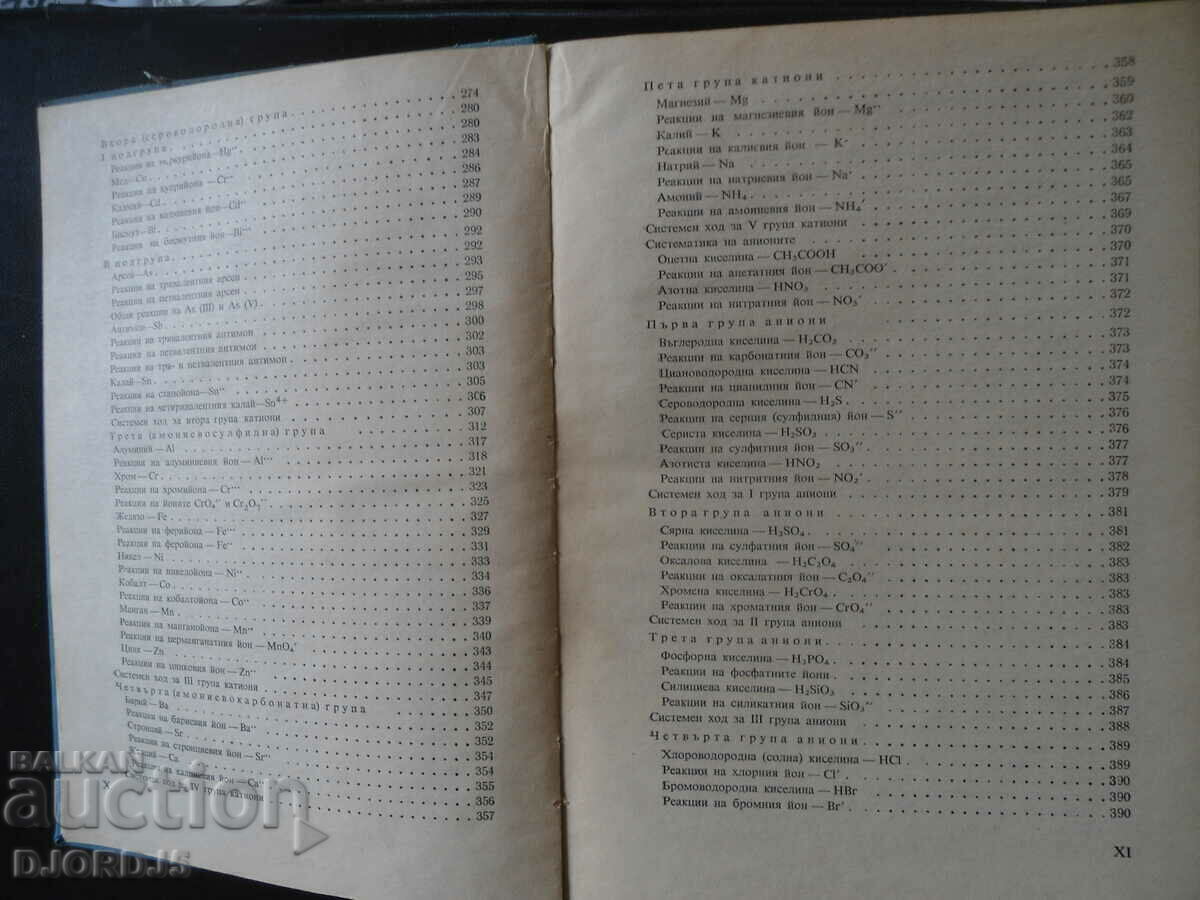 Втора (сероводородна) група 274
I подгрупа 280
Реакции на меркурийона—Hg¨ 280
Мед—Cu 283
Реакции на куприйона—Cr¨ 284
Кадмий—Cd 286
Реакции на кадмиевия йон—Cd¨ 287
Бисмут—Bi 289
Реакции на бисмутния йон—Bi··· 290
II подгрупа 292
Арсен—As 292
Реакции на тривалентния арсен 293
Реакции на петвалентния арсен 295
Общи реакции на As (III) и As (V) 297
Антимон—Sb 298
Реакции на тривалентния антимон 300
Реакции на петвалентния антимон 302
Реакции на тра- и петвалентния антимон 303
Калай—Sn 303
Реакции на станойона—Sn¨ 305
Реакции на четиривалентния калай—Sn⁴⁺ 306
Системен ход за втора група катиони 307
Трета (амониевосулфидна) група 312
Алуминий—Al 317
Реакции на алуминиевия йон—Al··· 318
Хром—Cr 321
Реакции на хромийона—Cr··· 323
Реакции на йоните CrO₄″ и Cr₂O₇″ 325
Желязо—Fe 327
Реакции на ферийона—Fe··· 329
Реакции на феройона—Fe¨ 331
Никел—Ni 333
Реакции на никелойона—Ni¨ 334
Кобалт—Co 336
Реакции на кобалтойона—Co¨ 337
Манган—Mn 339
Реакции на манганойона—Mn¨ 340
Реакции на перманганатния йон—MnO₄′ 343
Цинк—Zn 344
Реакции на цинковия йон—Zn¨ 345
Системен ход за III група катиони 347
Четвърта (амониевокарбонатна) група 350
Барий—Ba 352
Реакции на бариевия йон—Ba¨ 352
Стронций—Sr 354
Реакции на стронциевия йон—Sr¨ 354
Калций—Ca 355
Реакции на калциевия йон—Ca¨ 356
Системен ход за IV група катиони 357
X
Пета група катиони 358
Магнезий—Mg 359
Реакции на магнезиевия йон—Mg¨ 360
Калий—K 362
Реакции на калиевия йон — K· 363
Натрий—Na 364
Реакции на натриевия йон—Na· 365
Амоний—NH₄ 365
Реакции на амониевия йон—NH₄′ 367
Системен ход за V група катиони 369
Систематика на анионите 370
Оцетна киселина—CH₃COOH 370
Реакции на ацетатния йон—CH₃COO′ 371
Азотна киселина—HNO₃ 371
Реакции на нитратния йон—NO₃′ 372
Първа група аниони 372
Въглеродна киселина—H₂CO₃ 373
Реакции на карбонатния йон—CO₃″ 373
Циановодородна киселина—HCN 374
Реакции на цианидния йон—CN′ 374
Сероводородна киселина—H₂S 375
Реакции на серния (сулфидния) йон—S″ 376
Сериста киселина—H₂SO₃ 376
Реакции на сулфитния йон—SO₃″ 377
Азотиста киселина—HNO₂ 377
Реакции на нитритния йон—NO₂′ 378
Системен ход за I група аниони 379
Втора група аниони 381
Сярна киселина—H₂SO₄ 381
Реакции на сулфатния йон—SO₄″ 382
Оксалова киселина—H₂C₂O₄ 383
Реакции на оксалатния йон—C₂O₄″ 383
Хромена киселина—H₂CrO₄ 383
Реакции на хроматния йон—CrO₄″ 383
Системен ход за II група аниони 383
Трета група аниони 384
Фосфорна киселина—H₃PO₄ 384
Реакции на фосфатните йони 385
Силициева киселина—H₂SiO₃ 386
Реакции на силикатния йон—SiO₃″ 387
Системен ход за III група аниони 388
Четвърта група аниони 389
Хлороводородна (солна) киселина—HCl 389
Реакции на хлорния йон—Cl′ 390
Бромоводородна киселина—HBr 390
Реакции на бромния йон—Br′ 390
XI
BALKAN
auction
DJORDJ5